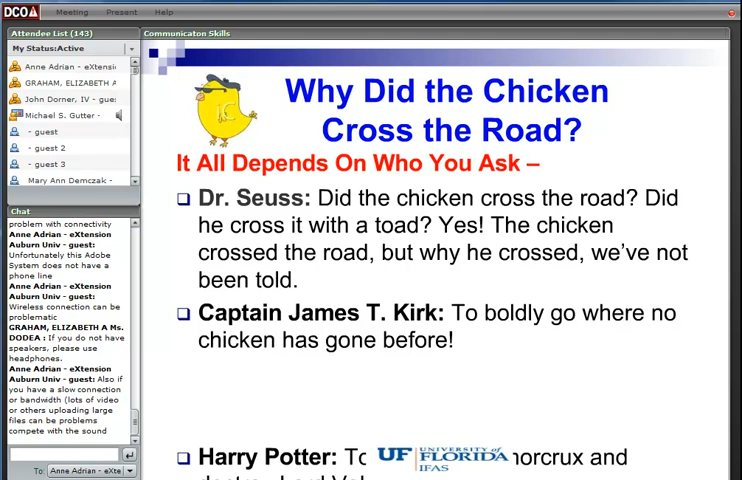 DCO Meeting Present Help
Attendee List (143)
Communicaton Skills
My Status:Active
Anne Adrian - eXtensi
GRAHAM, ELIZABETH A
John Dorner, IV - gue:
Michael S. Gutter -
- guest
- guest 2
- guest 3
Mary Ann Demczak -
Chat
problem with connectivity
Anne Adrian - eXtension
Auburn Univ - guest:
Unfortunately this Adobe
System does not have a
phone line
Anne Adrian - eXtension
Auburn Univ - guest:
Wireless connection can be
problematic
GRAHAM, ELIZABETH A Ms.
DODEA : If you do not have
speakers, please use
headphones.
Anne Adrian - eXtension
Auburn Univ - guest: Also if
you have a slow connection
or bandwidth (lots of video
or others uploading large
files can be problems
compete with the sound
To: Anne Adrian - eXte
Why Did the Chicken
Cross the Road?
It All Depends On Who You Ask –
Dr. Seuss: Did the chicken cross the road? Did
he cross it with a toad? Yes! The chicken
crossed the road, but why he crossed, we've not
been told.
Captain James T. Kirk: To boldly go where no
chicken has gone before!
Harry Potter: To horcrux and
UF UNIVERSITY of
FLORIDA
IFAS